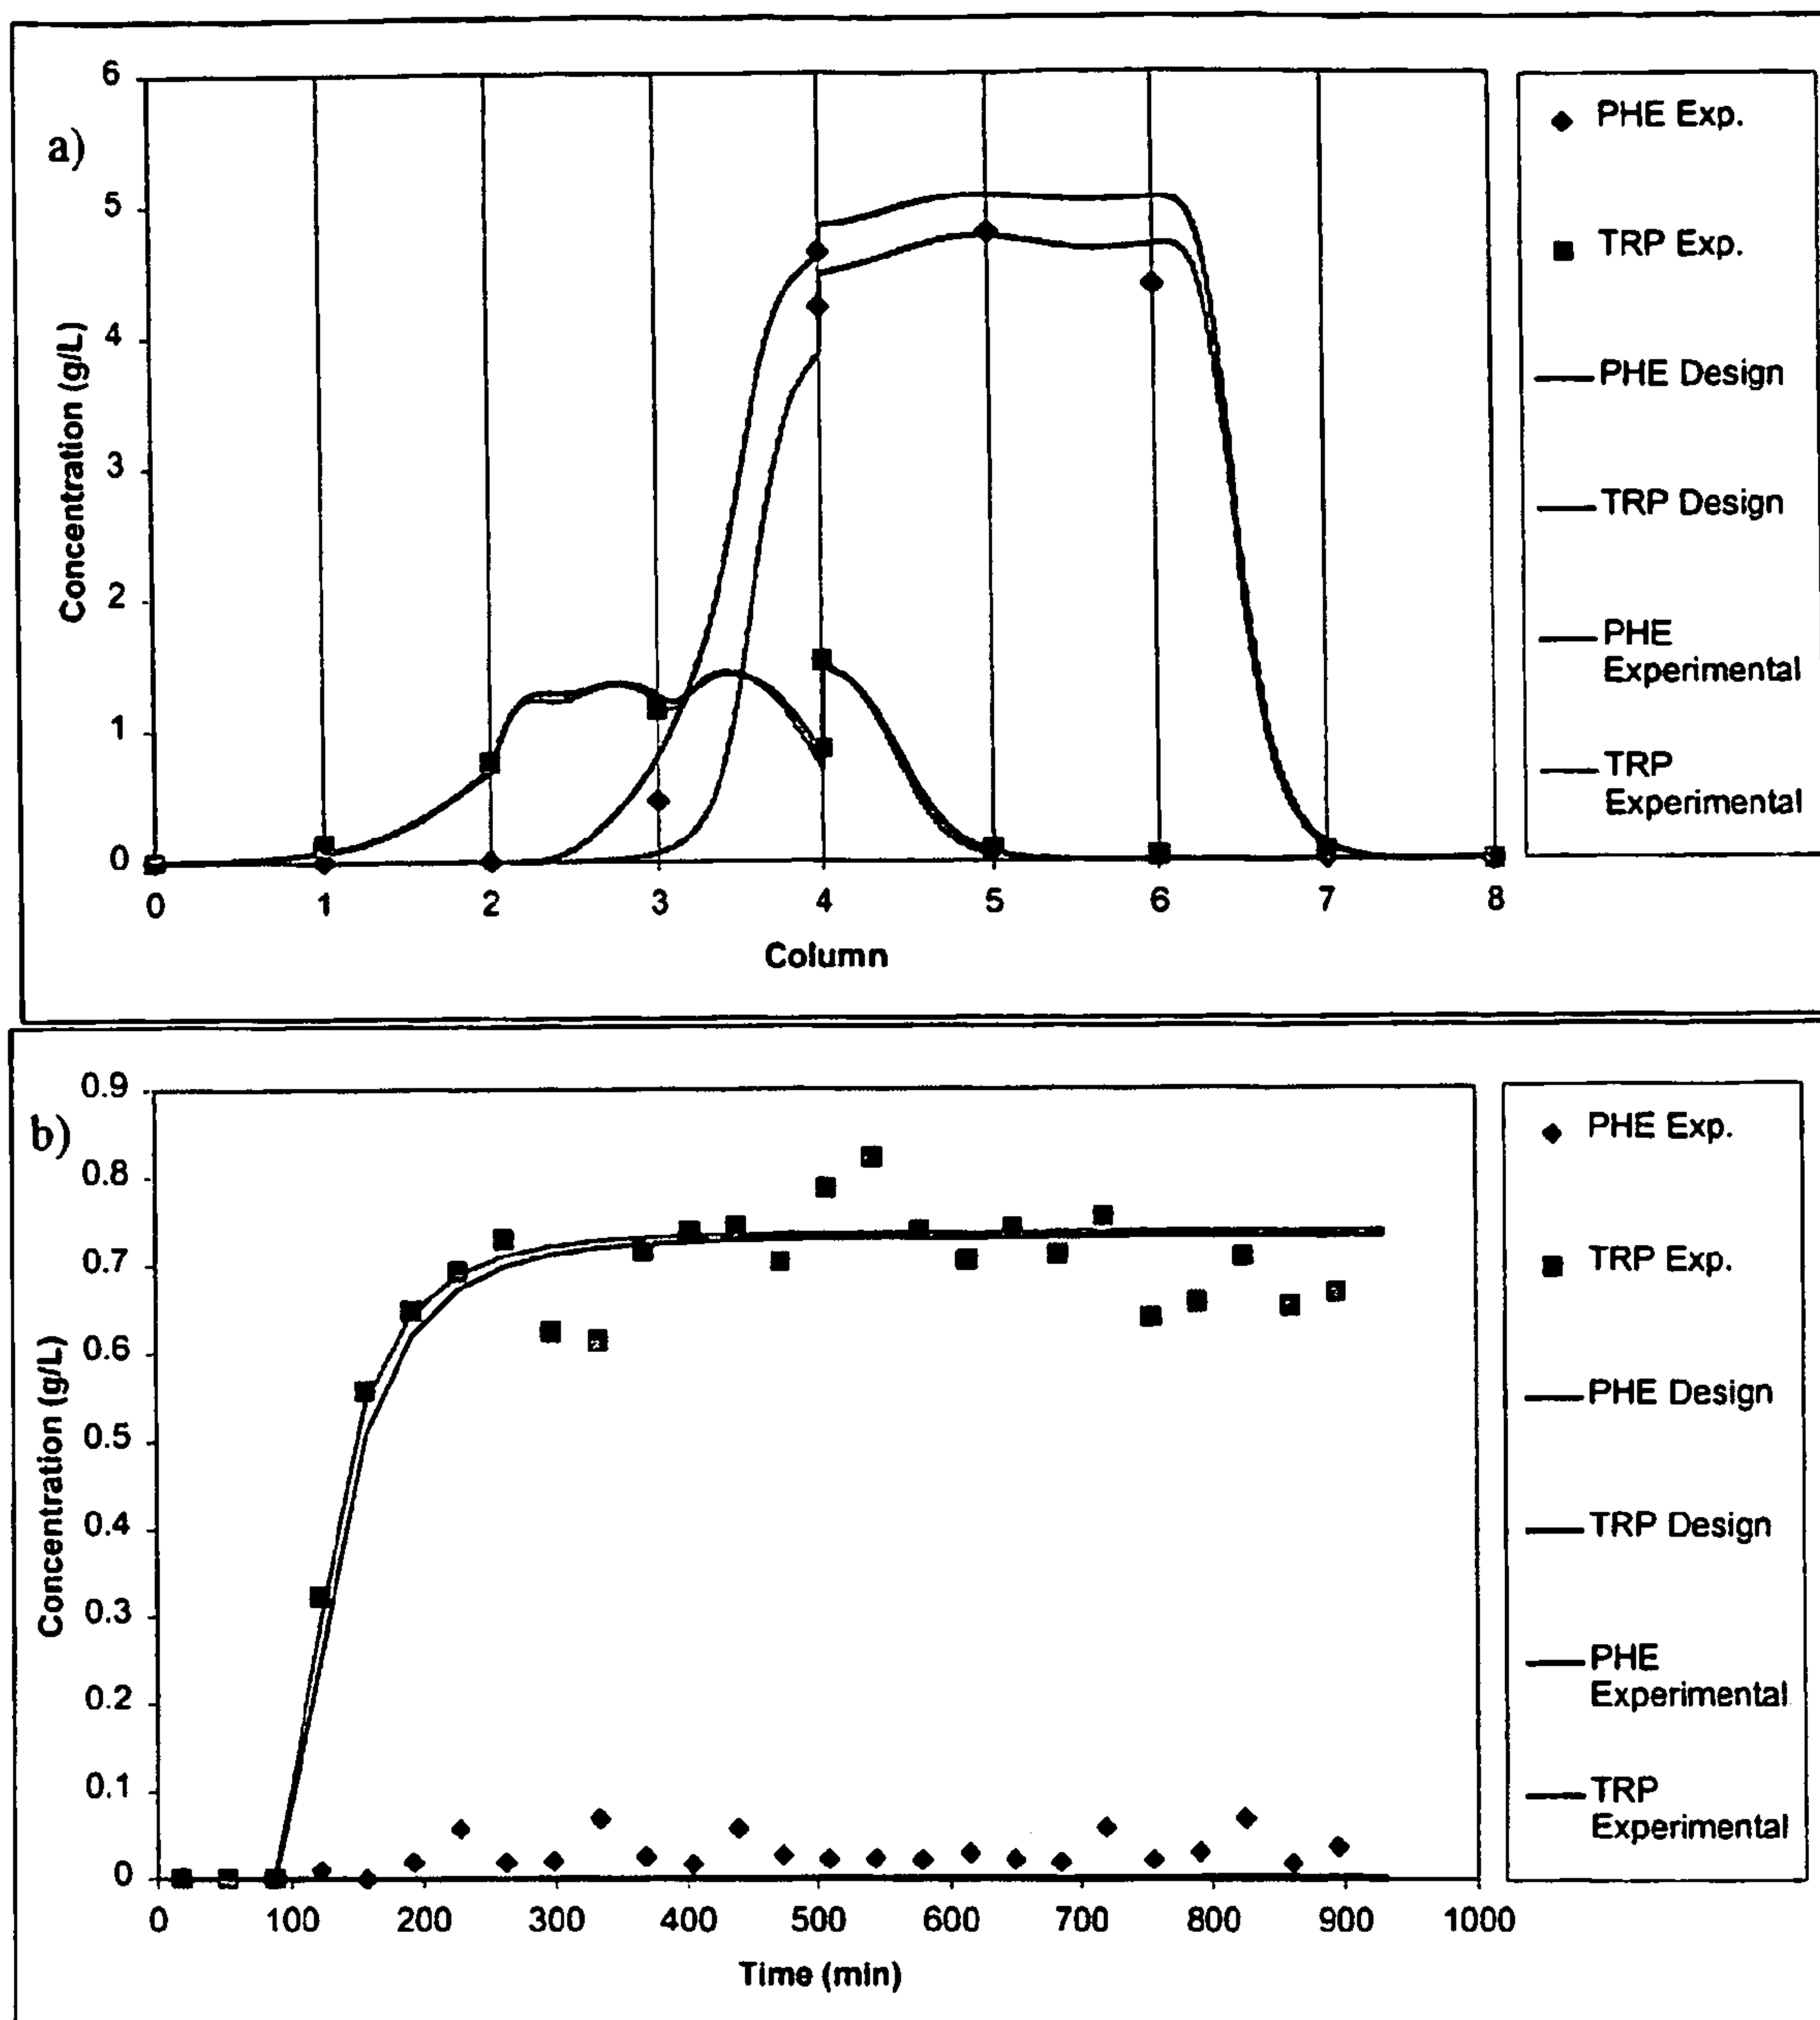 a)
Concentration (g/L)
6
5
4
3
2
1
0
0 1 2 3 4 5 6 7 8
Column
PHE Exp.
TRP Exp.
PHE Design
TRP Design
PHE
Experimental
TRP
Experimental
b)
Concentration (g/L)
0.9
0.8
0.7
0.6
0.5
0.4
0.3
0.2
0.1
0
0 100 200 300 400 500 600 700 800 900 1000
Time (min)
PHE Exp.
TRP Exp.
PHE Design
TRP Design
PHE
Experimental
TRP
Experimental